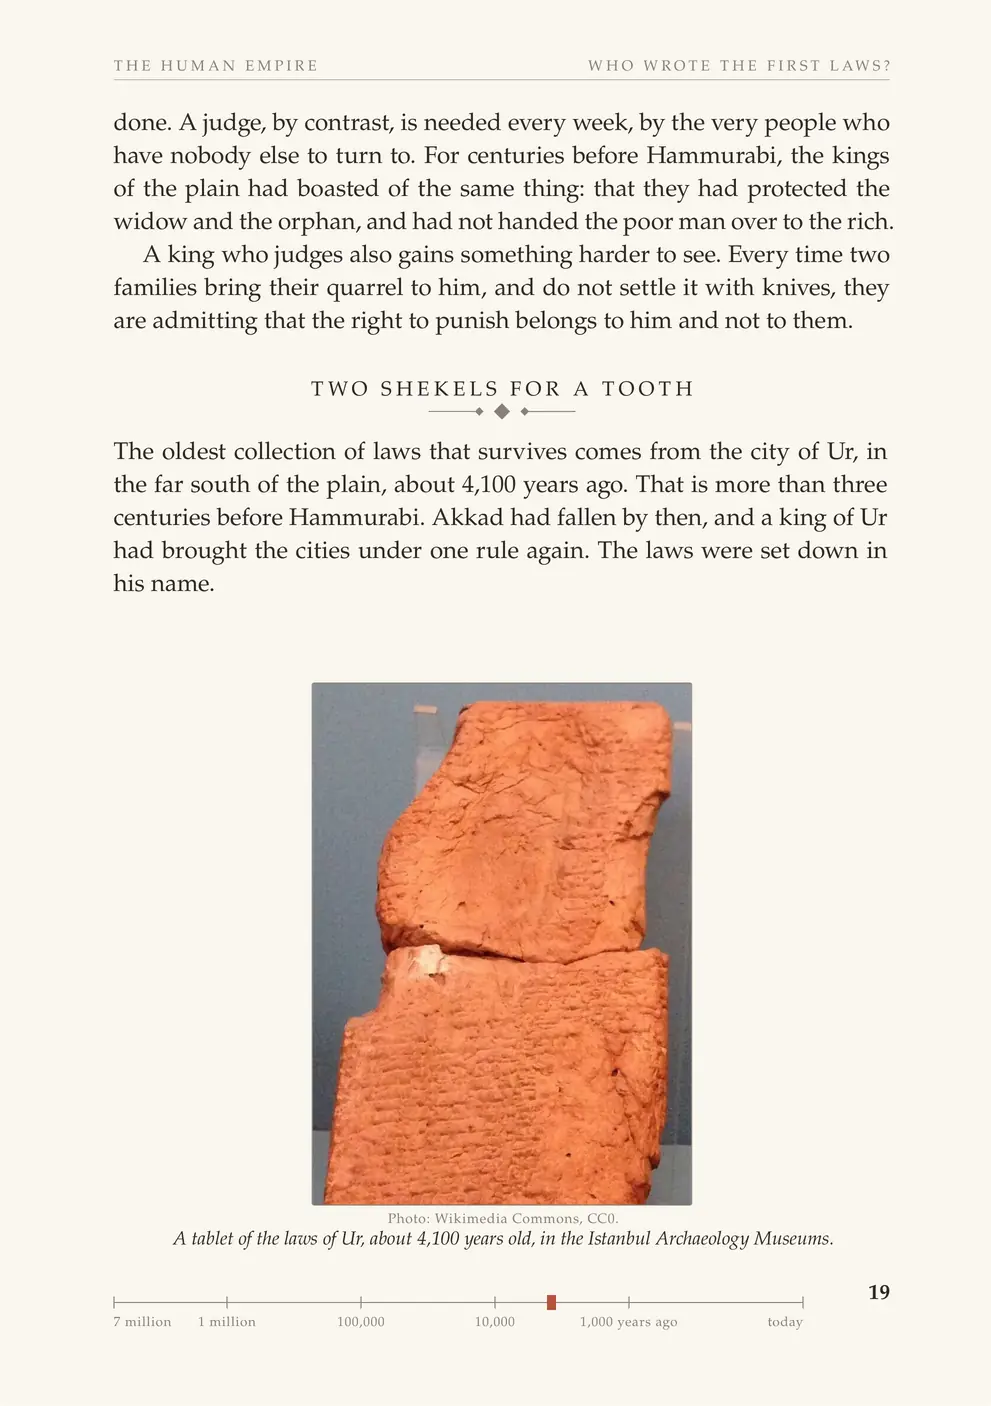 THE HUMAN EMPIRE
WHO WROTE THE FIRST LAWS?
done. A judge, by contrast, is needed every week, by the very people who
have nobody else to turn to. For centuries before Hammurabi, the kings
of the plain had boasted of the same thing: that they had protected the
widow and the orphan, and had not handed the poor man over to the rich.
A king who judges also gains something harder to see. Every time two
families bring their quarrel to him, and do not settle it with knives, they
are admitting that the right to punish belongs to him and not to them.
TWO SHEKELS FOR A TOOTH
The oldest collection of laws that survives comes from the city of Ur, in
the far south of the plain, about 4,100 years ago. That is more than three
centuries before Hammurabi. Akkad had fallen by then, and a king of Ur
had brought the cities under one rule again. The laws were set down in
his name.
Photo: Wikimedia Commons, CC0.
A tablet of the laws of Ur, about 4,100 years old, in the Istanbul Archaeology Museums.
19
7 million 1 million 100,000 10,000 1,000 years ago today